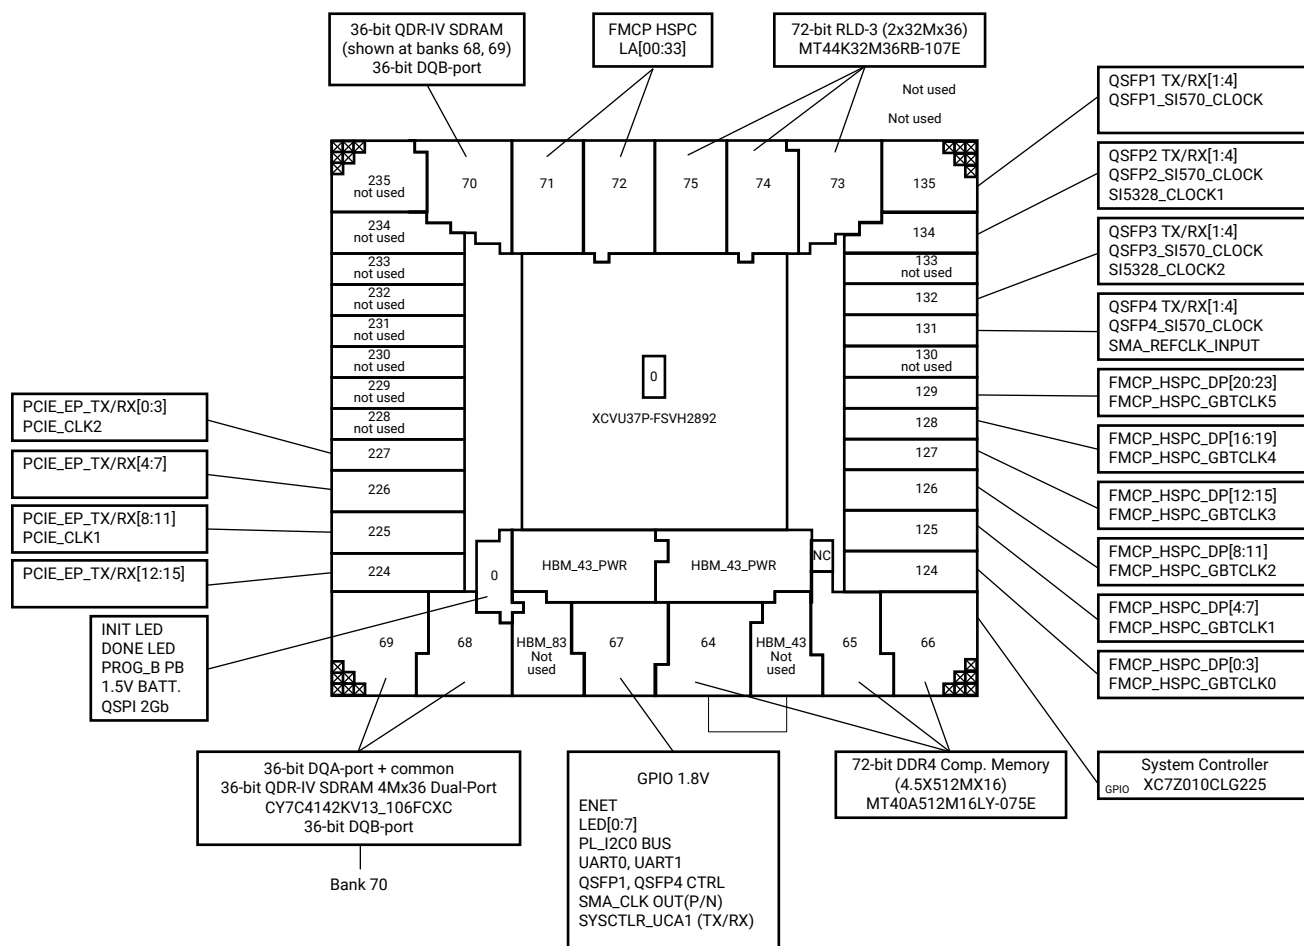 36-bit QDR-IV SDRAM
(shown at banks 68, 69)
36-bit DQB-port
FMCP HSPC
LA[00:33]
72-bit RLD-3 (2x32Mx36)
MT44K32M36RB-107E
Not used
Not used
QSFP1 TX/RX[1:4]
QSFP1_SI570_CLOCK
QSFP2 TX/RX[1:4]
QSFP2_SI570_CLOCK
SI5328_CLOCK1
QSFP3 TX/RX[1:4]
QSFP3_SI570_CLOCK
SI5328_CLOCK2
QSFP4 TX/RX[1:4]
QSFP4_SI570_CLOCK
SMA_REFCLK_INPUT
FMCP_HSPC_DP[20:23]
FMCP_HSPC_GBTCLK5
FMCP_HSPC_DP[16:19]
FMCP_HSPC_GBTCLK4
FMCP_HSPC_DP[12:15]
FMCP_HSPC_GBTCLK3
FMCP_HSPC_DP[8:11]
FMCP_HSPC_GBTCLK2
FMCP_HSPC_DP[4:7]
FMCP_HSPC_GBTCLK1
FMCP_HSPC_DP[0:3]
FMCP_HSPC_GBTCLK0
System Controller
GPIO XC7Z010CLG225
235
not used
70
71
72
75
74
73
135
234
not used
233
not used
232
not used
231
not used
230
not used
229
not used
228
not used
227
226
225
224
134
133
not used
132
131
130
not used
129
128
127
126
125
124
0
XCVU37P-FSVH2892
PCIE_EP_TX/RX[0:3]
PCIE_CLK2
PCIE_EP_TX/RX[4:7]
PCIE_EP_TX/RX[8:11]
PCIE_CLK1
PCIE_EP_TX/RX[12:15]
INIT LED
DONE LED
PROG_B PB
1.5V BATT.
QSPI 2Gb
0
HBM_43_PWR
HBM_43_PWR
NC
69
68
HBM_83
Not
used
67
64
HBM_43
Not
used
65
66
36-bit DQA-port + common
36-bit QDR-IV SDRAM 4Mx36 Dual-Port
CY7C4142KV13_106FCXC
36-bit DQB-port
Bank 70
GPIO 1.8V
ENET
LED[0:7]
PL_I2C0 BUS
UART0, UART1
QSFP1, QSFP4 CTRL
SMA_CLK OUT(P/N)
SYSCTLR_UCA1 (TX/RX)
72-bit DDR4 Comp. Memory
(4.5X512MX16)
MT40A512M16LY-075E